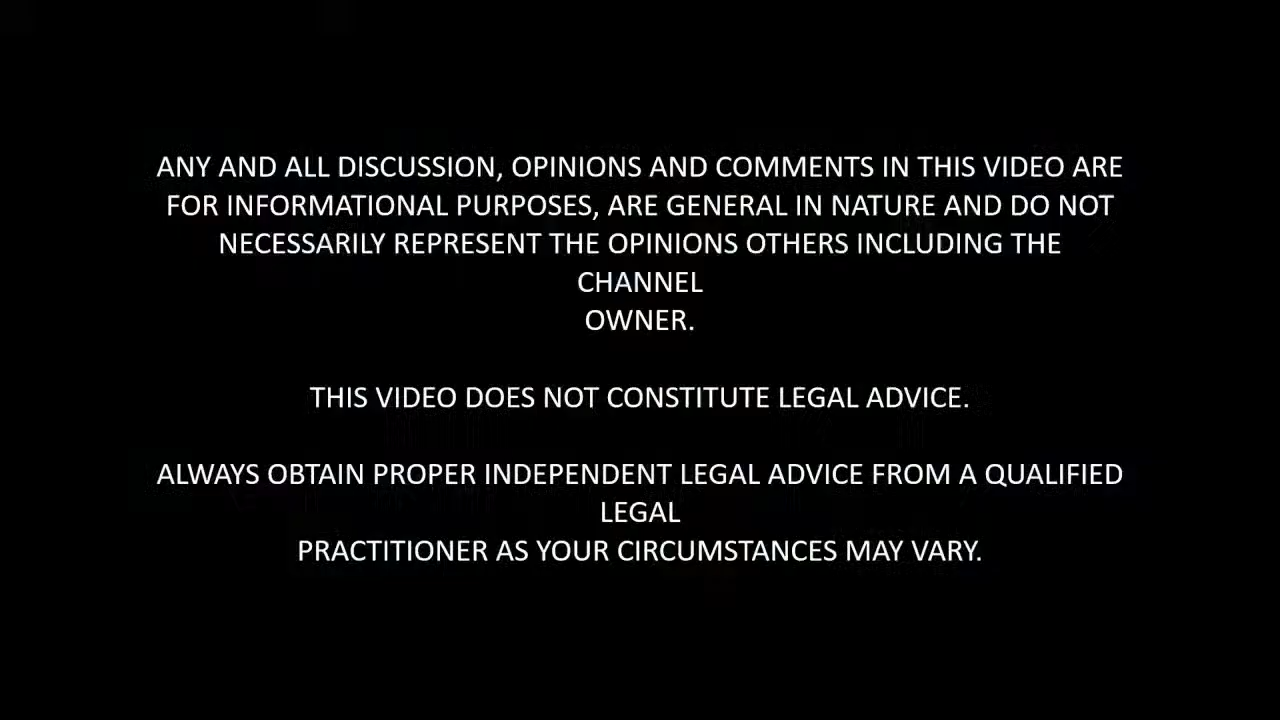 ANY AND ALL DISCUSSION, OPINIONS AND COMMENTS IN THIS VIDEO ARE
FOR INFORMATIONAL PURPOSES, ARE GENERAL IN NATURE AND DO NOT
NECESSARILY REPRESENT THE OPINIONS OTHERS INCLUDING THE
CHANNEL
OWNER.
THIS VIDEO DOES NOT CONSTITUTE LEGAL ADVICE.
ALWAYS OBTAIN PROPER INDEPENDENT LEGAL ADVICE FROM A QUALIFIED
LEGAL
PRACTITIONER AS YOUR CIRCUMSTANCES MAY VARY.